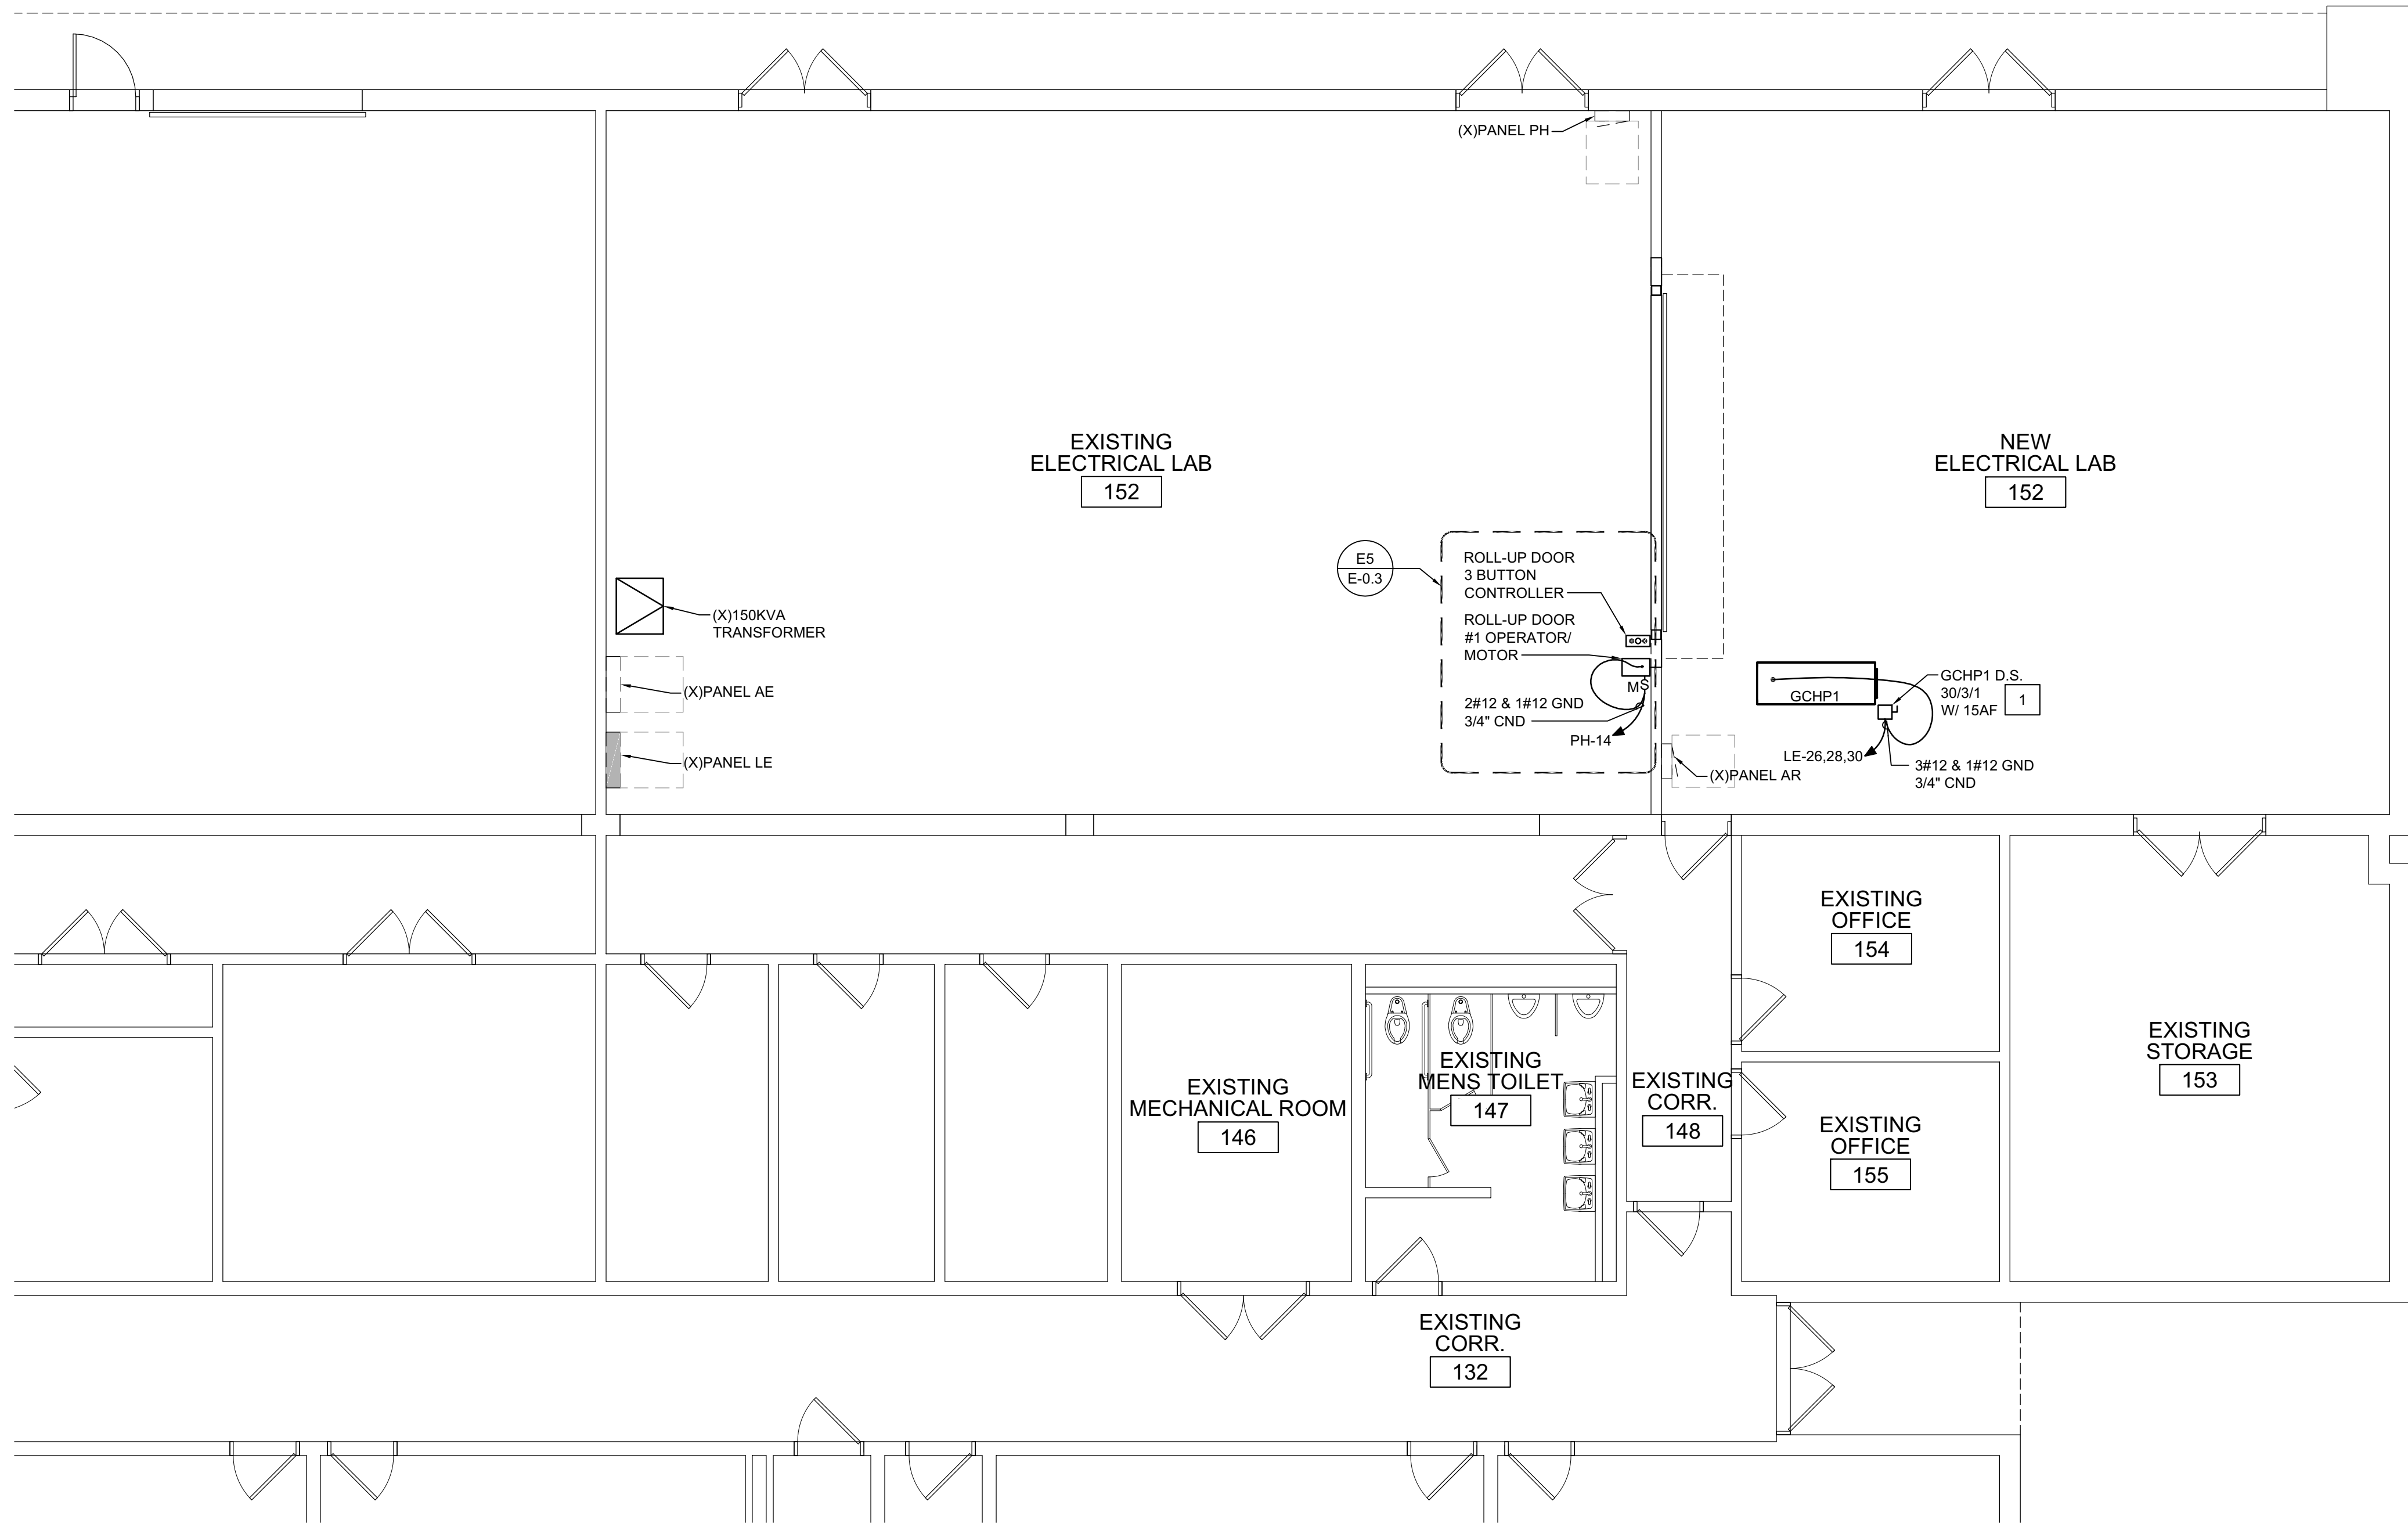 (X)PANEL PH
EXISTING
ELECTRICAL LAB
152
NEW
ELECTRICAL LAB
152
E5
E-0.3
ROLL-UP DOOR
3 BUTTON
CONTROLLER
ROLL-UP DOOR
#1 OPERATOR/
MOTOR
MS
2#12 & 1#12 GND
3/4" CND
PH-14
(X)150KVA
TRANSFORMER
(X)PANEL AE
(X)PANEL LE
GCHP1
GCHP1 D.S.
30/3/1
W/ 15AF
1
LE-26,28,30
3#12 & 1#12 GND
3/4" CND
(X)PANEL AR
EXISTING
OFFICE
154
EXISTING
STORAGE
153
EXISTING
MECHANICAL ROOM
146
EXISTING
MENS TOILET
147
EXISTING
CORR.
148
EXISTING
OFFICE
155
EXISTING
CORR.
132